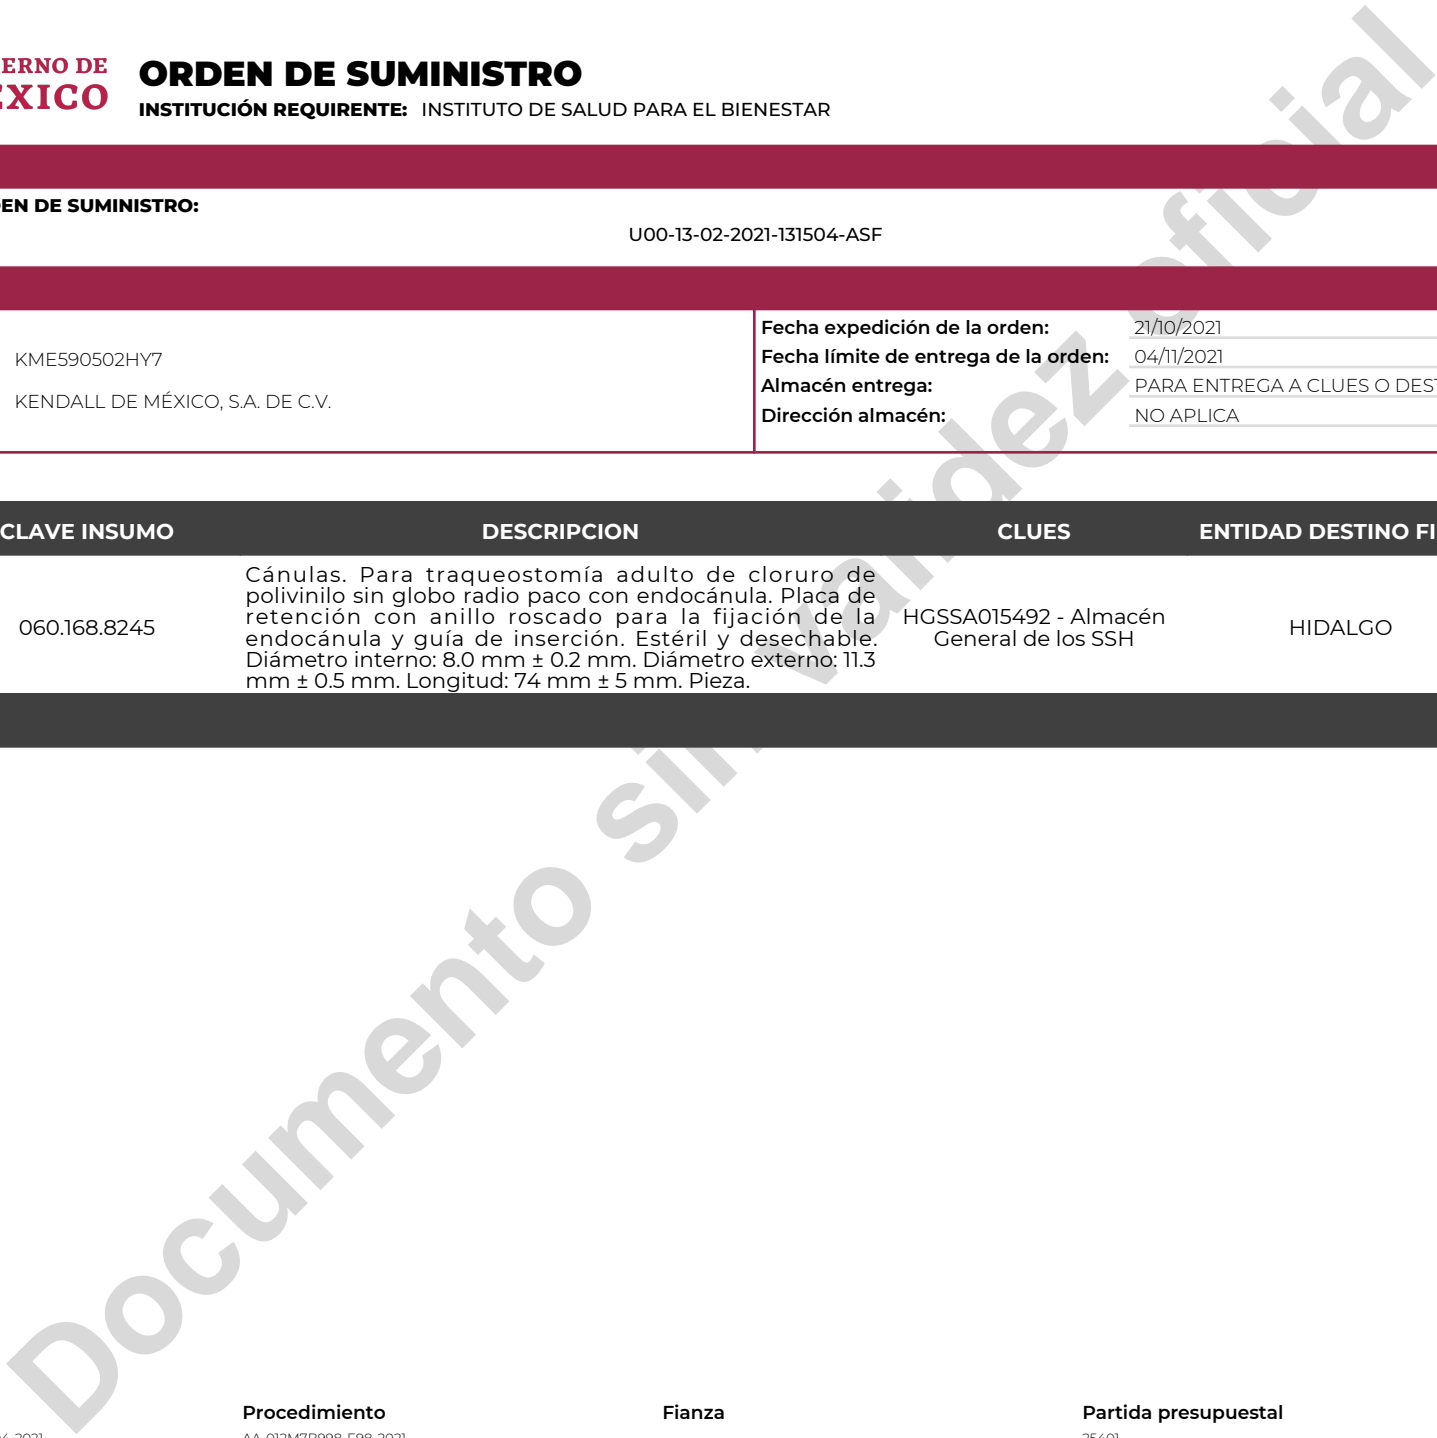 ERNO DE
ÉXICO
ORDEN DE SUMINISTRO
INSTITUCIÓN REQUIRENTE: INSTITUTO DE SALUD PARA EL BIENESTAR
EN DE SUMINISTRO:
U00-13-02-2021-131504-ASF
KME590502HY7
KENDALL DE MÉXICO, S.A. DE C.V.
Fecha expedición de la orden: 21/10/2021
Fecha límite de entrega de la orden: 04/11/2021
Almacén entrega: PARA ENTREGA A CLUES O DEST
Dirección almacén: NO APLICA
CLAVE INSUMO DESCRIPCION CLUES ENTIDAD DESTINO FI
060.168.8245
Cánulas. Para traqueostomía adulto de cloruro de
polivinilo sin globo radio paco con endocánula. Placa de
retención con anillo roscado para la fijación de la
endocánula y guía de inserción. Estéril y desechable.
Diámetro interno: 8.0 mm ± 0.2 mm. Diámetro externo: 11.3
mm ± 0.5 mm. Longitud: 74 mm ± 5 mm. Pieza.
HGSSA015492 - Almacén
General de los SSH
HIDALGO
Documento sin validez oficial
Procedimiento Fianza Partida presupuestal